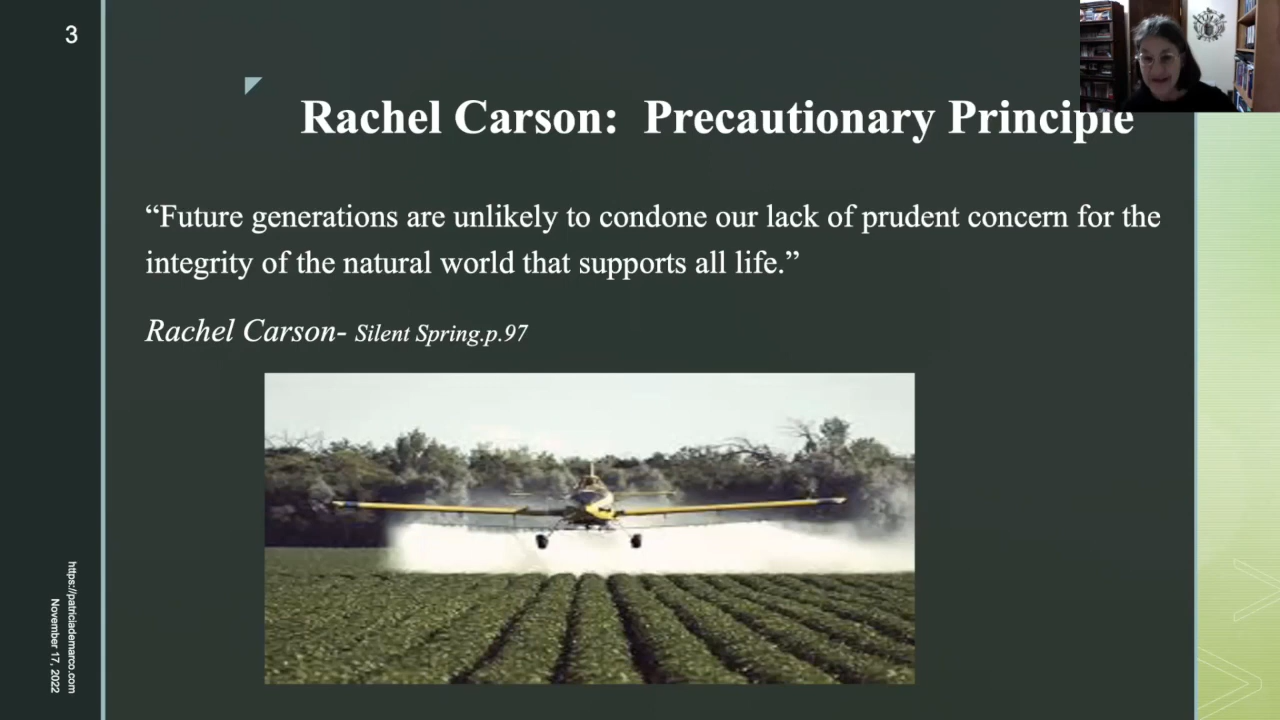 3
Rachel Carson:  Precautionary Principle
“Future generations are unlikely to condone our lack of prudent concern for the
integrity of the natural world that supports all life.”
Rachel Carson- Silent Spring.p.97
https://patriciademarco.com
November 17, 2022